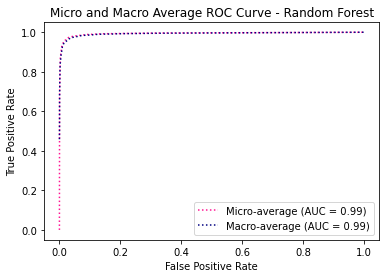 Micro and Macro Average ROC Curve - Random Forest
1.0
0.8
0.6
0.4
0.2
0.0
True Positive Rate
Micro-average (AUC = 0.99)
Macro-average (AUC = 0.99)
0.0 0.2 0.4 0.6 0.8 1.0
False Positive Rate